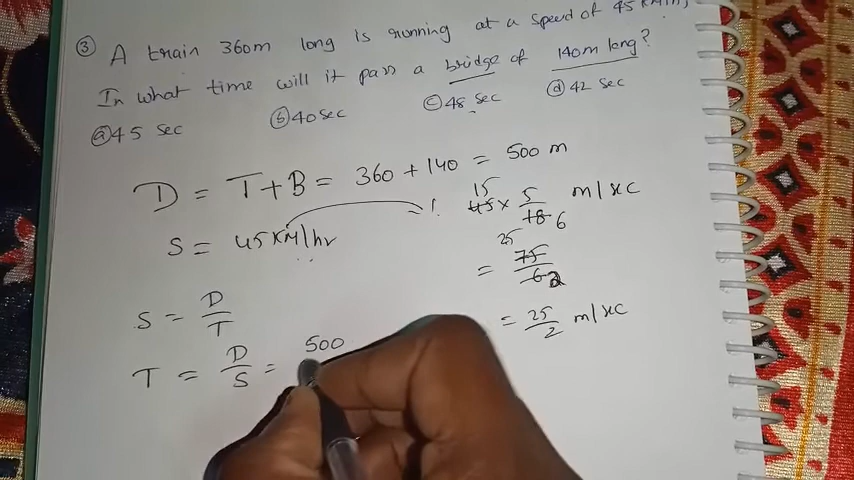 ③ A train 360m long is running at a speed of 45 KM/hr
In what time will it pass a bridge of 140m long?
ⓐ 45 sec ⓑ 40 sec ⓒ 48 sec ⓓ 42 sec
D = T + B = 360 + 140 = 500 m
S = 45 KM/hr = 45 × 5/18 m/sec
15 6
= 75/6
25 2
= 25/2 m/sec
S = D/T
T = D/S = 500